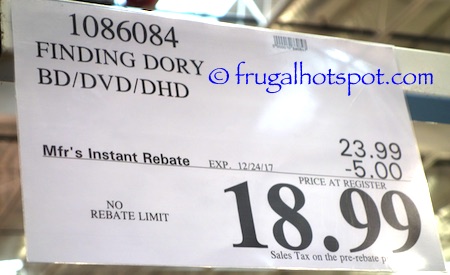 1086084
FINDING DORY
BD/DVD/DHD
© frugalhotspot.com
23.99
Mfr's Instant Rebate EXP. 12/24/17 -5.00
PRICE AT REGISTER
NO
REBATE LIMIT
18.99
Sales Tax on the pre-rebate p